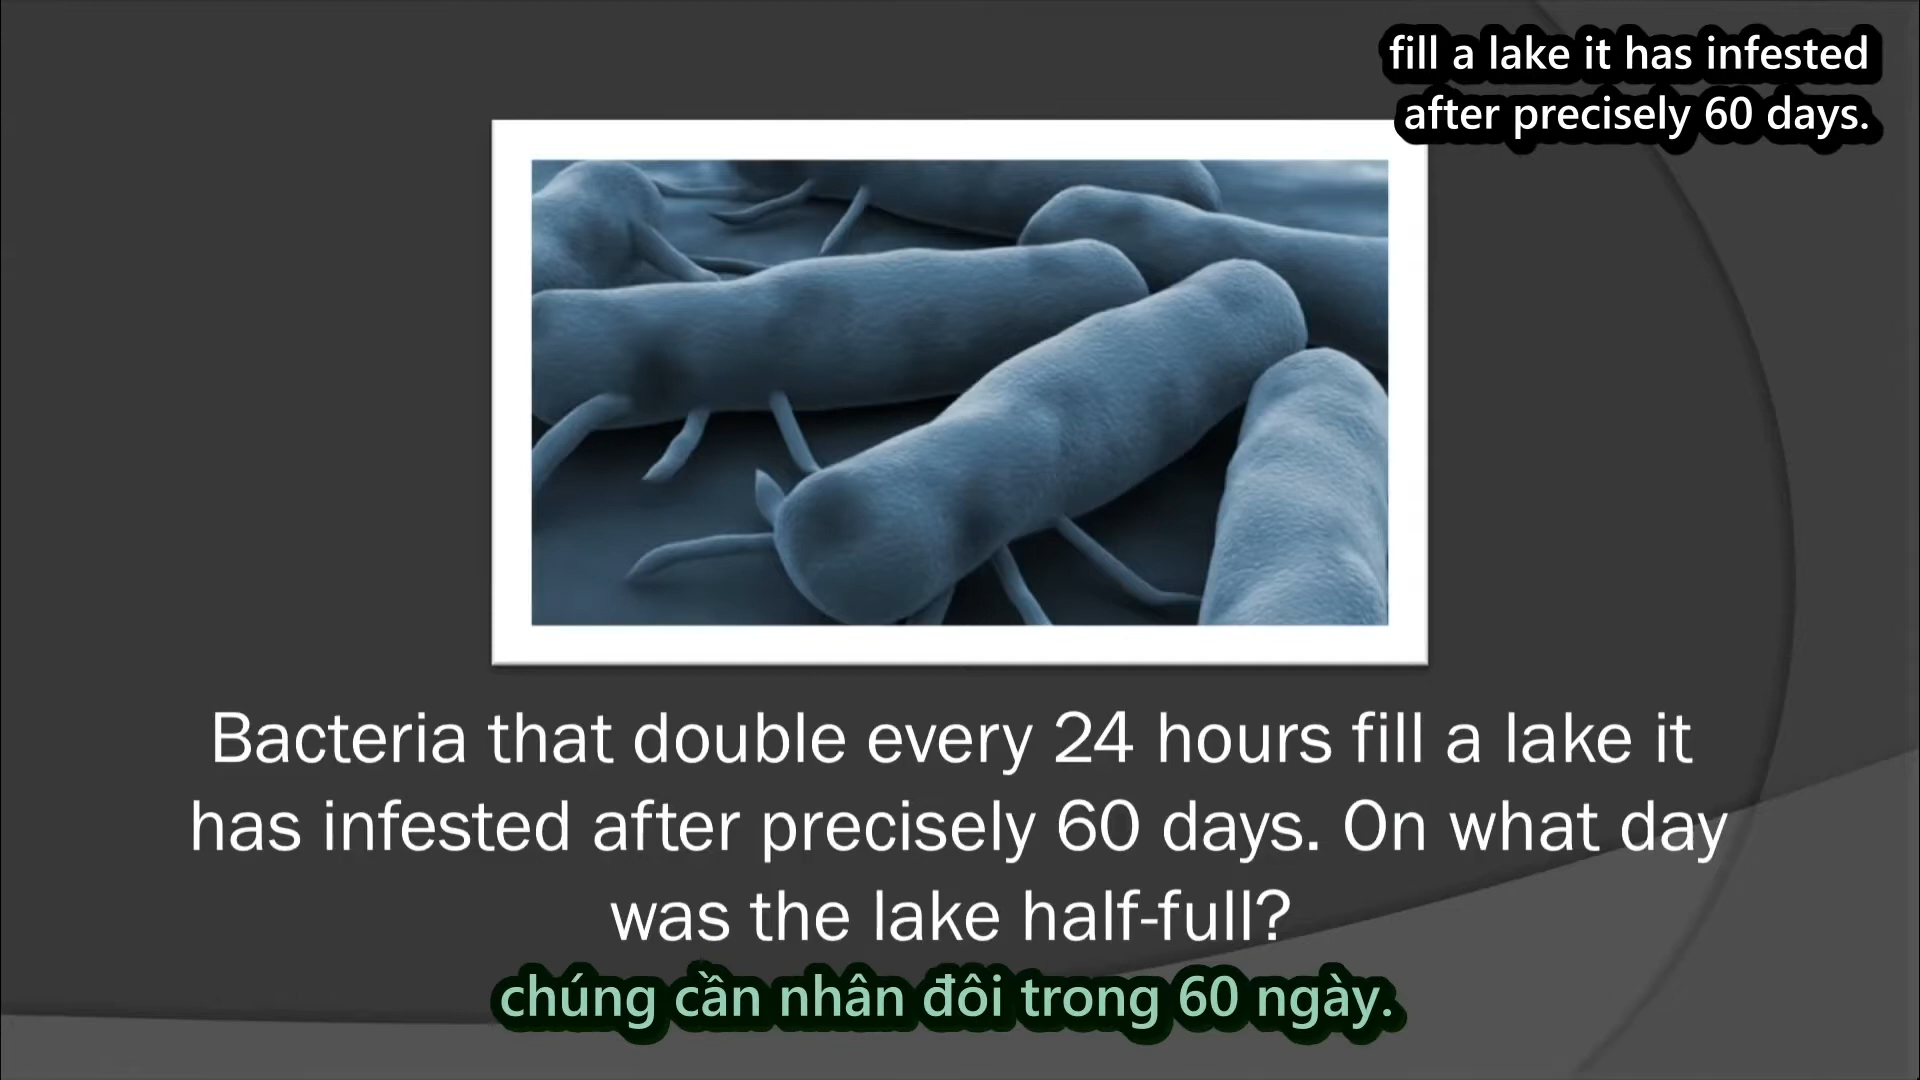 fill a lake it has infested
after precisely 60 days.
Bacteria that double every 24 hours fill a lake it
has infested after precisely 60 days. On what day
was the lake half-full?
chúng cần nhân đôi trong 60 ngày.